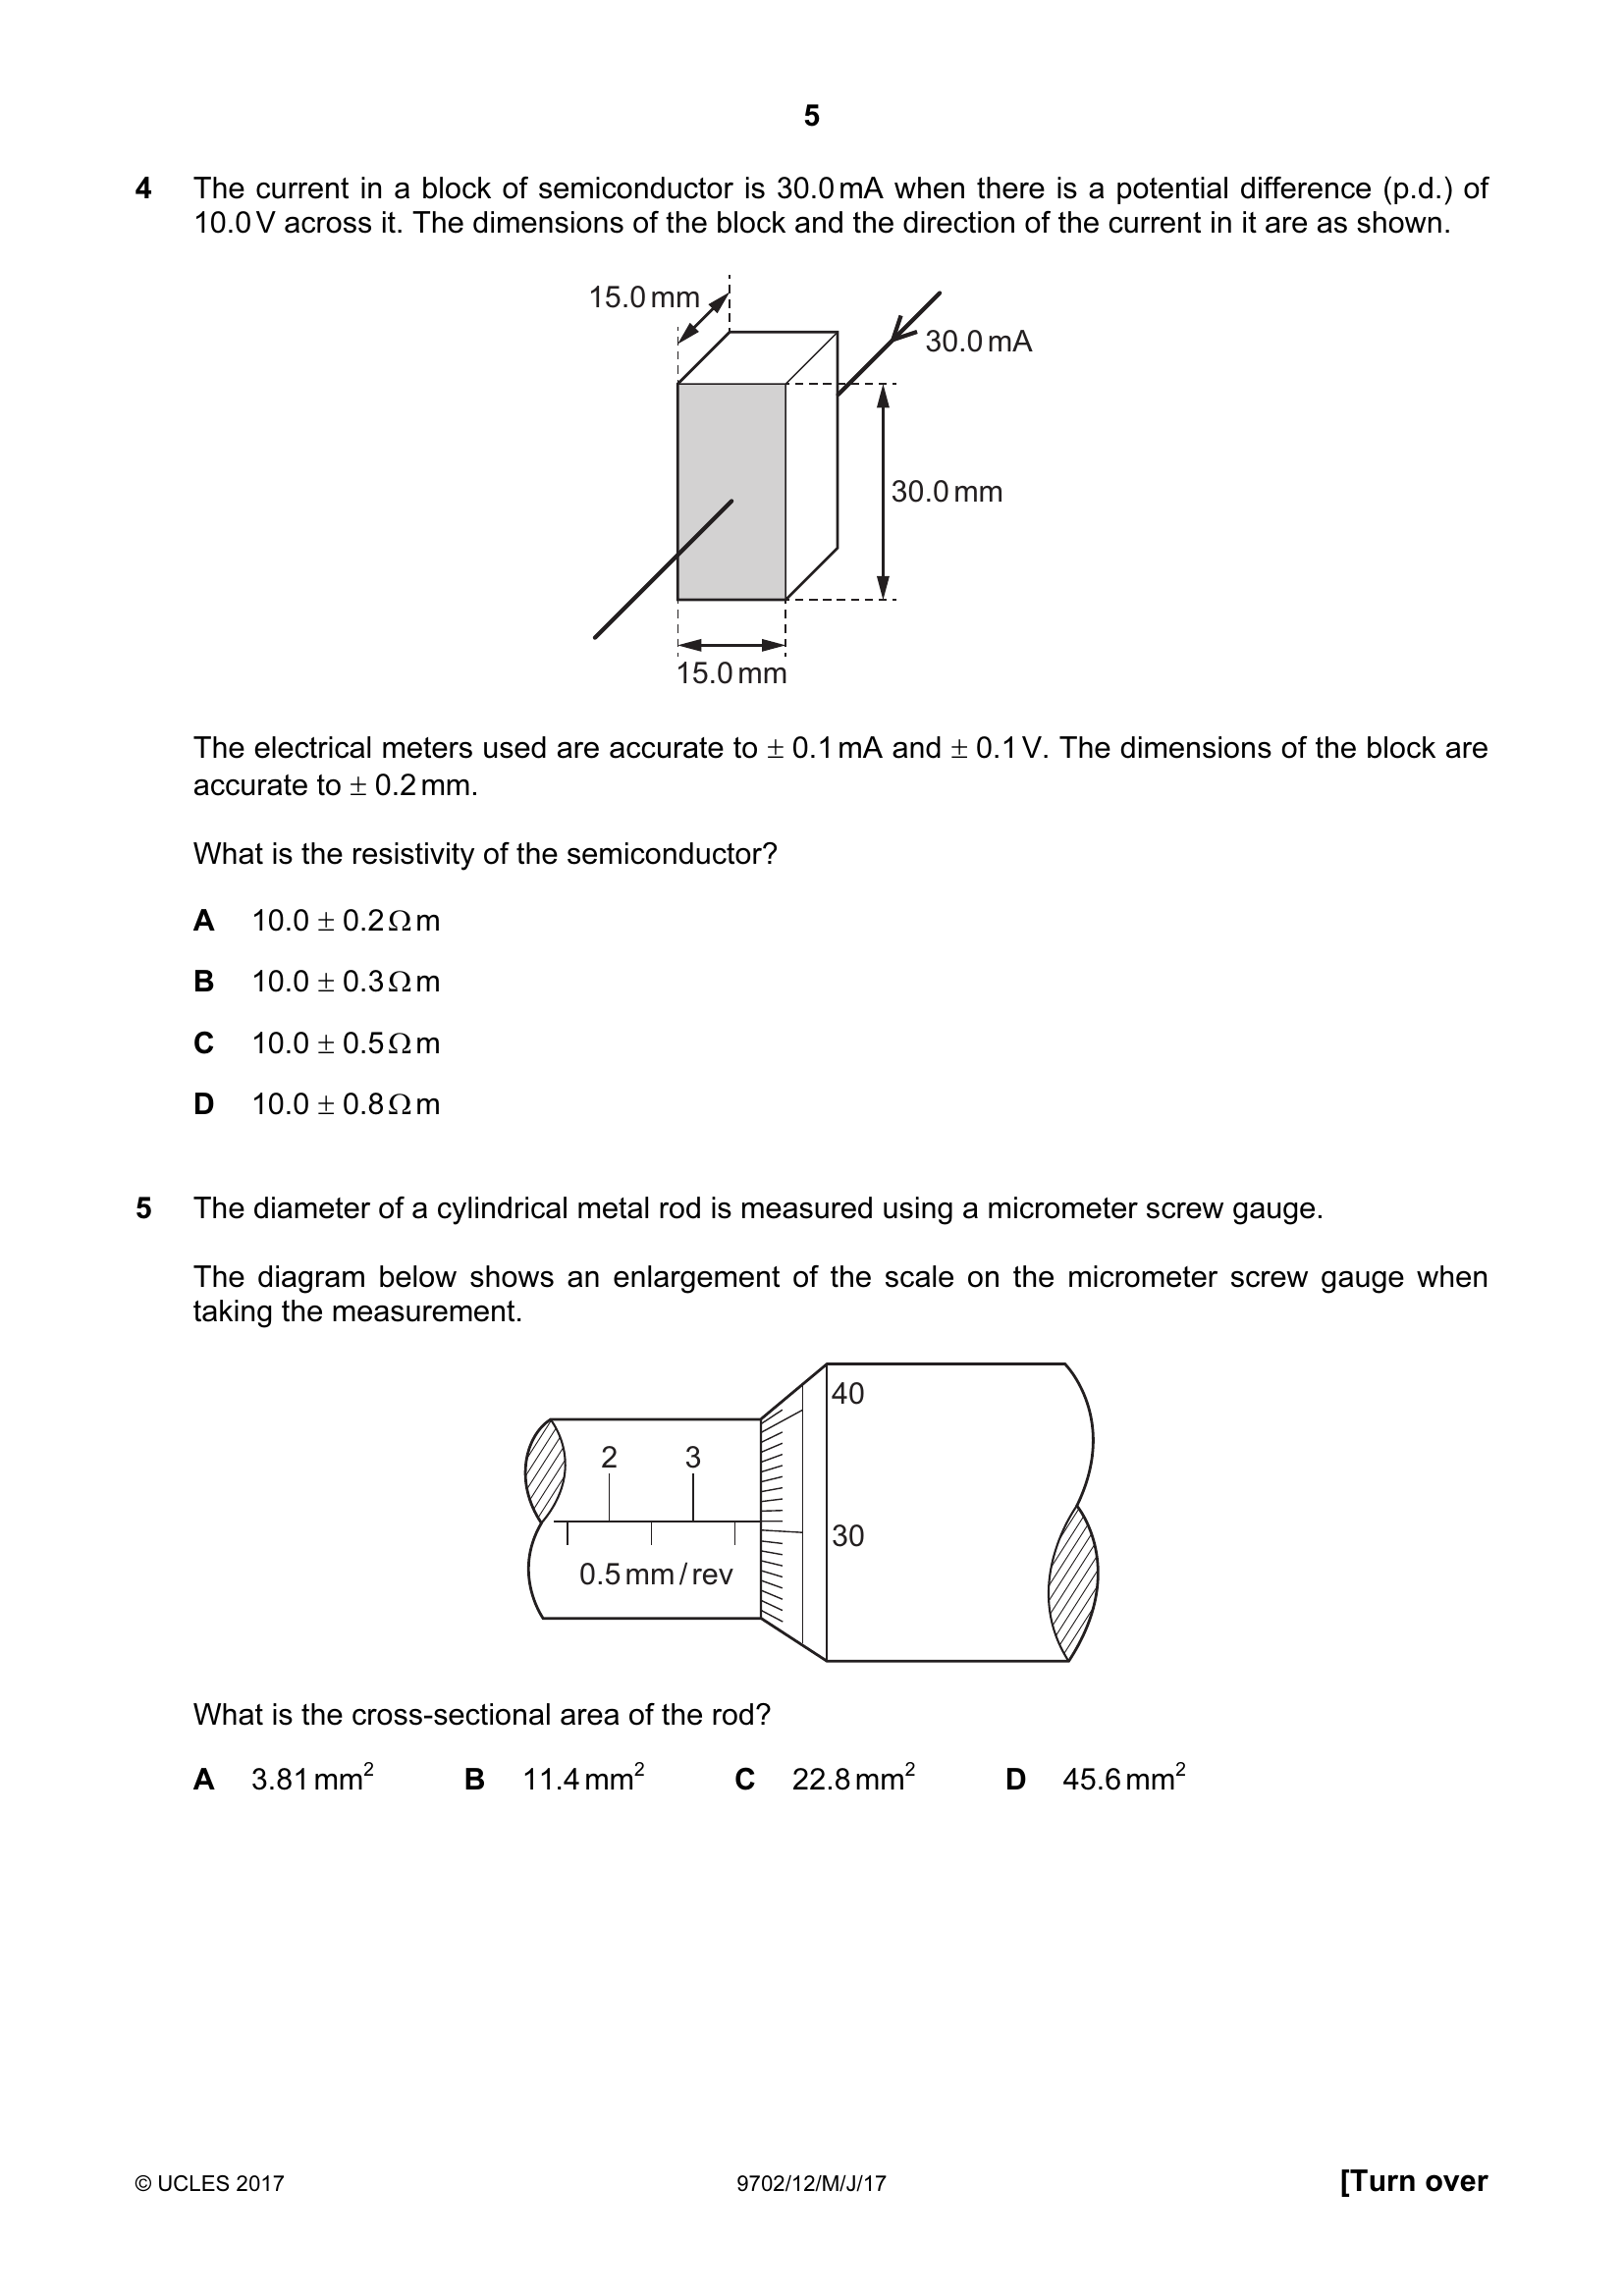 5
4 The current in a block of semiconductor is 30.0 mA when there is a potential difference (p.d.) of
10.0 V across it. The dimensions of the block and the direction of the current in it are as shown.
15.0 mm
30.0 mA
30.0 mm
15.0 mm
The electrical meters used are accurate to ± 0.1 mA and ± 0.1 V. The dimensions of the block are
accurate to ± 0.2 mm.
What is the resistivity of the semiconductor?
A 10.0 ± 0.2 Ω m
B 10.0 ± 0.3 Ω m
C 10.0 ± 0.5 Ω m
D 10.0 ± 0.8 Ω m
5 The diameter of a cylindrical metal rod is measured using a micrometer screw gauge.
The diagram below shows an enlargement of the scale on the micrometer screw gauge when
taking the measurement.
40
2 3
30
0.5 mm / rev
What is the cross-sectional area of the rod?
A 3.81 mm² B 11.4 mm² C 22.8 mm² D 45.6 mm²
© UCLES 2017 9702/12/M/J/17 [Turn over